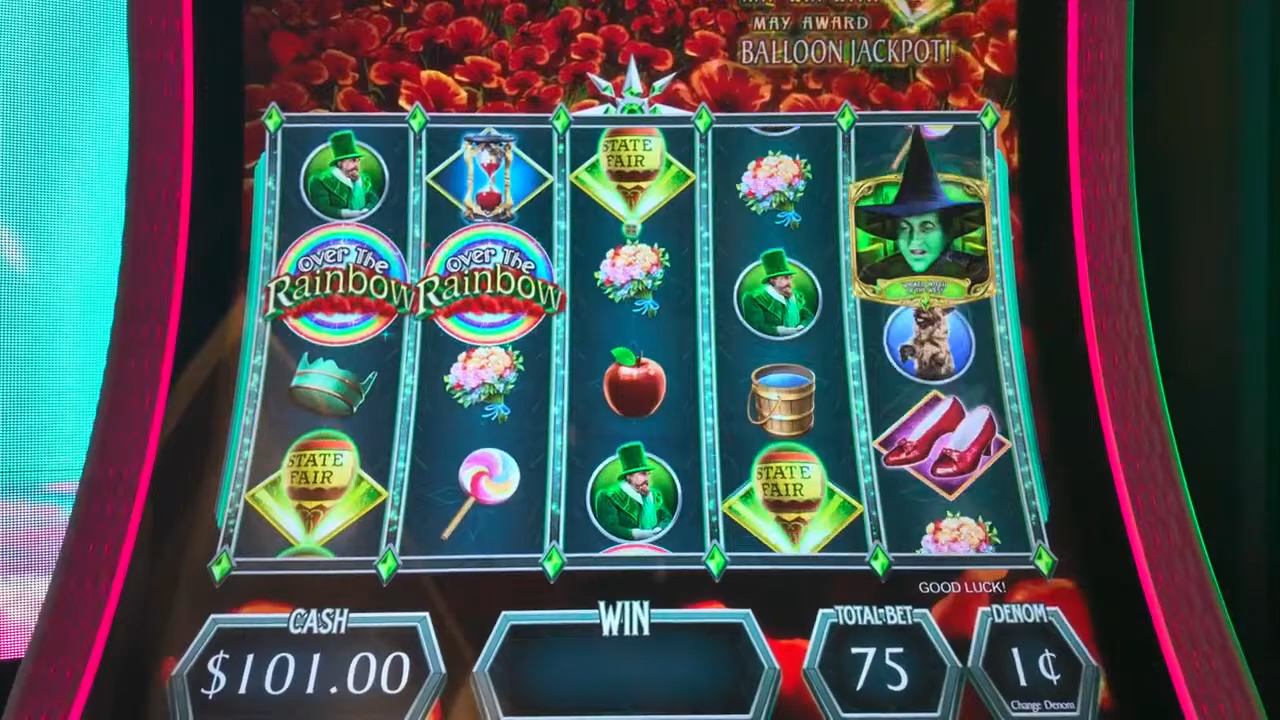 MAY AWARD
BALLOON JACKPOT!
STATE
FAIR
OVER THE
Rainbow
OVER THE
Rainbow
STATE
FAIR
STATE
FAIR
GOOD LUCK!
CASH
$101.00
WIN
TOTAL BET
75
DENOM
1¢
Change Denom